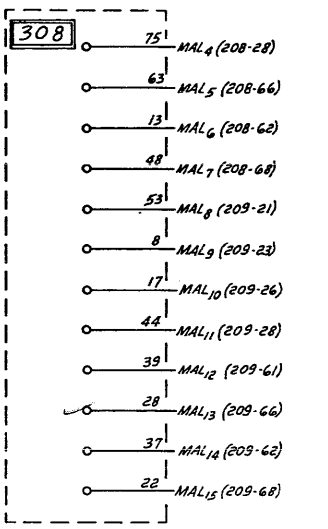 308
75 MAL4 (208-28)
63 MAL5 (208-66)
13 MAL6 (208-62)
48 MAL7 (208-68)
53 MAL8 (209-21)
8 MAL9 (209-23)
17 MAL10 (209-26)
44 MAL11 (209-28)
39 MAL12 (209-61)
28 MAL13 (209-66)
37 MAL14 (209-62)
22 MAL15 (209-68)